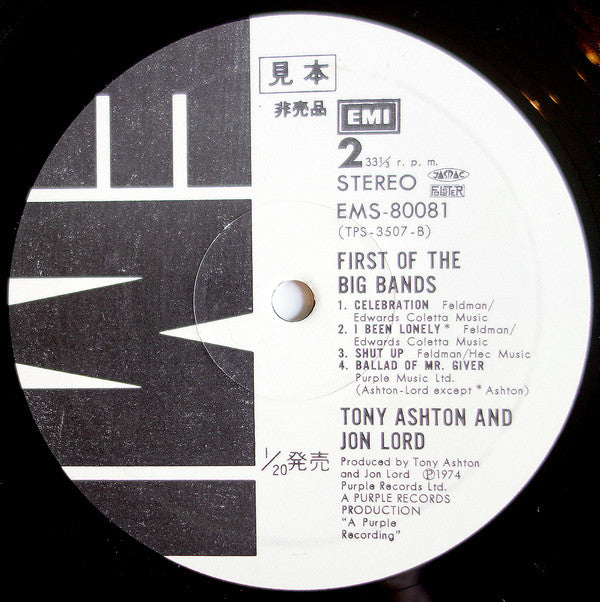 見本
非売品
EMI
2 33⅓ r. p. m.
STEREO JASRAC
FOLSTER
EMS-80081
(TPS-3507-B)
FIRST OF THE
BIG BANDS
1. CELEBRATION Feldman/
Edwards Coletta Music
2. I BEEN LONELY* Feldman/
Edwards Coletta Music
3. SHUT UP Feldman/Hec Music
4. BALLAD OF MR. GIVER
Purple Music Ltd.
(Ashton-Lord except * Ashton)
TONY ASHTON AND
JON LORD
1/20発売
Produced by Tony Ashton
and Jon Lord ℗1974
Purple Records Ltd.
A PURPLE RECORDS
PRODUCTION
"A Purple
Recording"